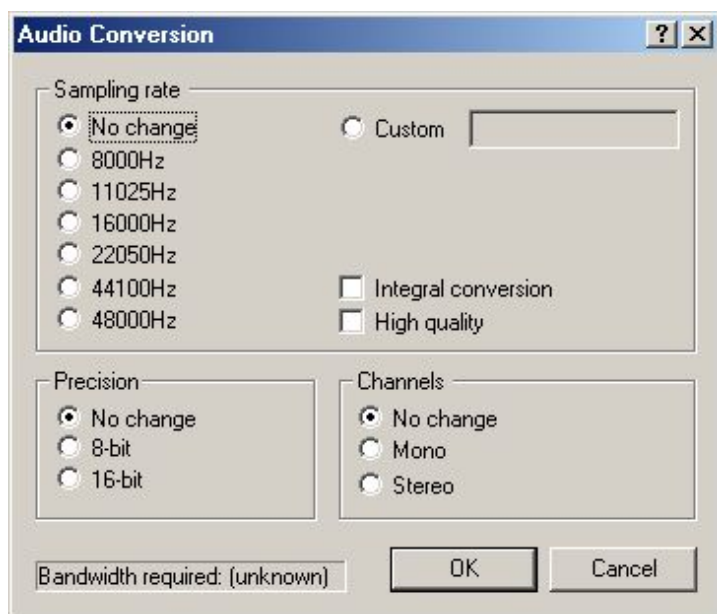 Audio Conversion
Sampling rate
No change
Custom
8000Hz
11025Hz
16000Hz
22050Hz
44100Hz
Integral conversion
48000Hz
High quality
Precision
No change
8-bit
16-bit
Channels
No change
Mono
Stereo
Bandwidth required: (unknown)
OK
Cancel